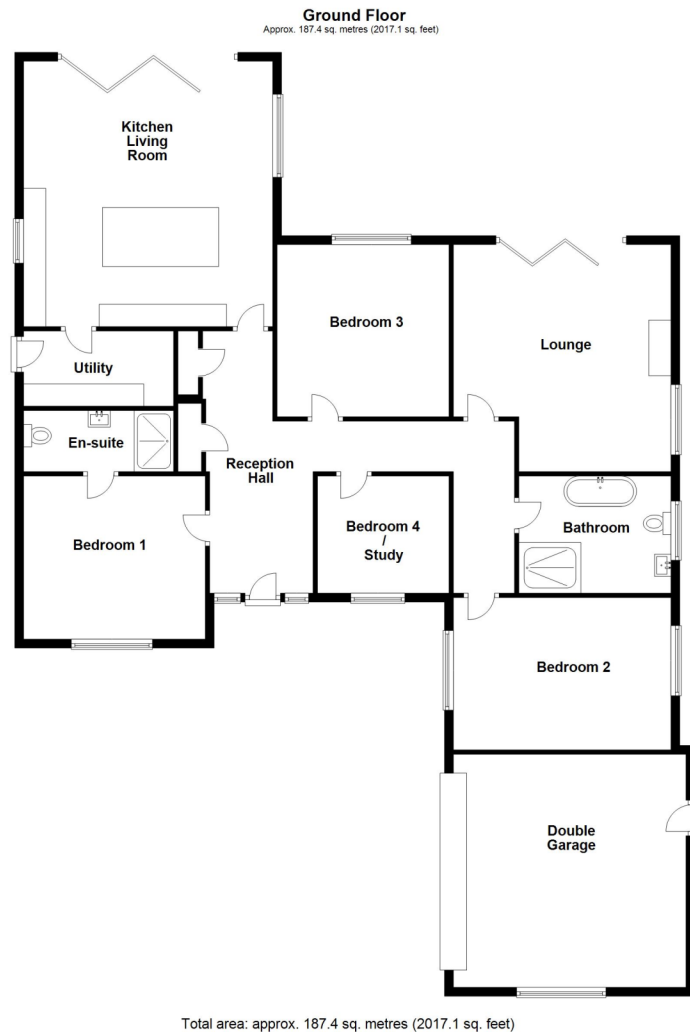 Ground Floor
Approx. 187.4 sq. metres (2017.1 sq. feet)
Kitchen
Living
Room
Bedroom 3
Lounge
Utility
En-suite
Reception
Hall
Bedroom 1
Bedroom 4
/
Study
Bathroom
Bedroom 2
Double
Garage
Total area: approx. 187.4 sq. metres (2017.1 sq. feet)